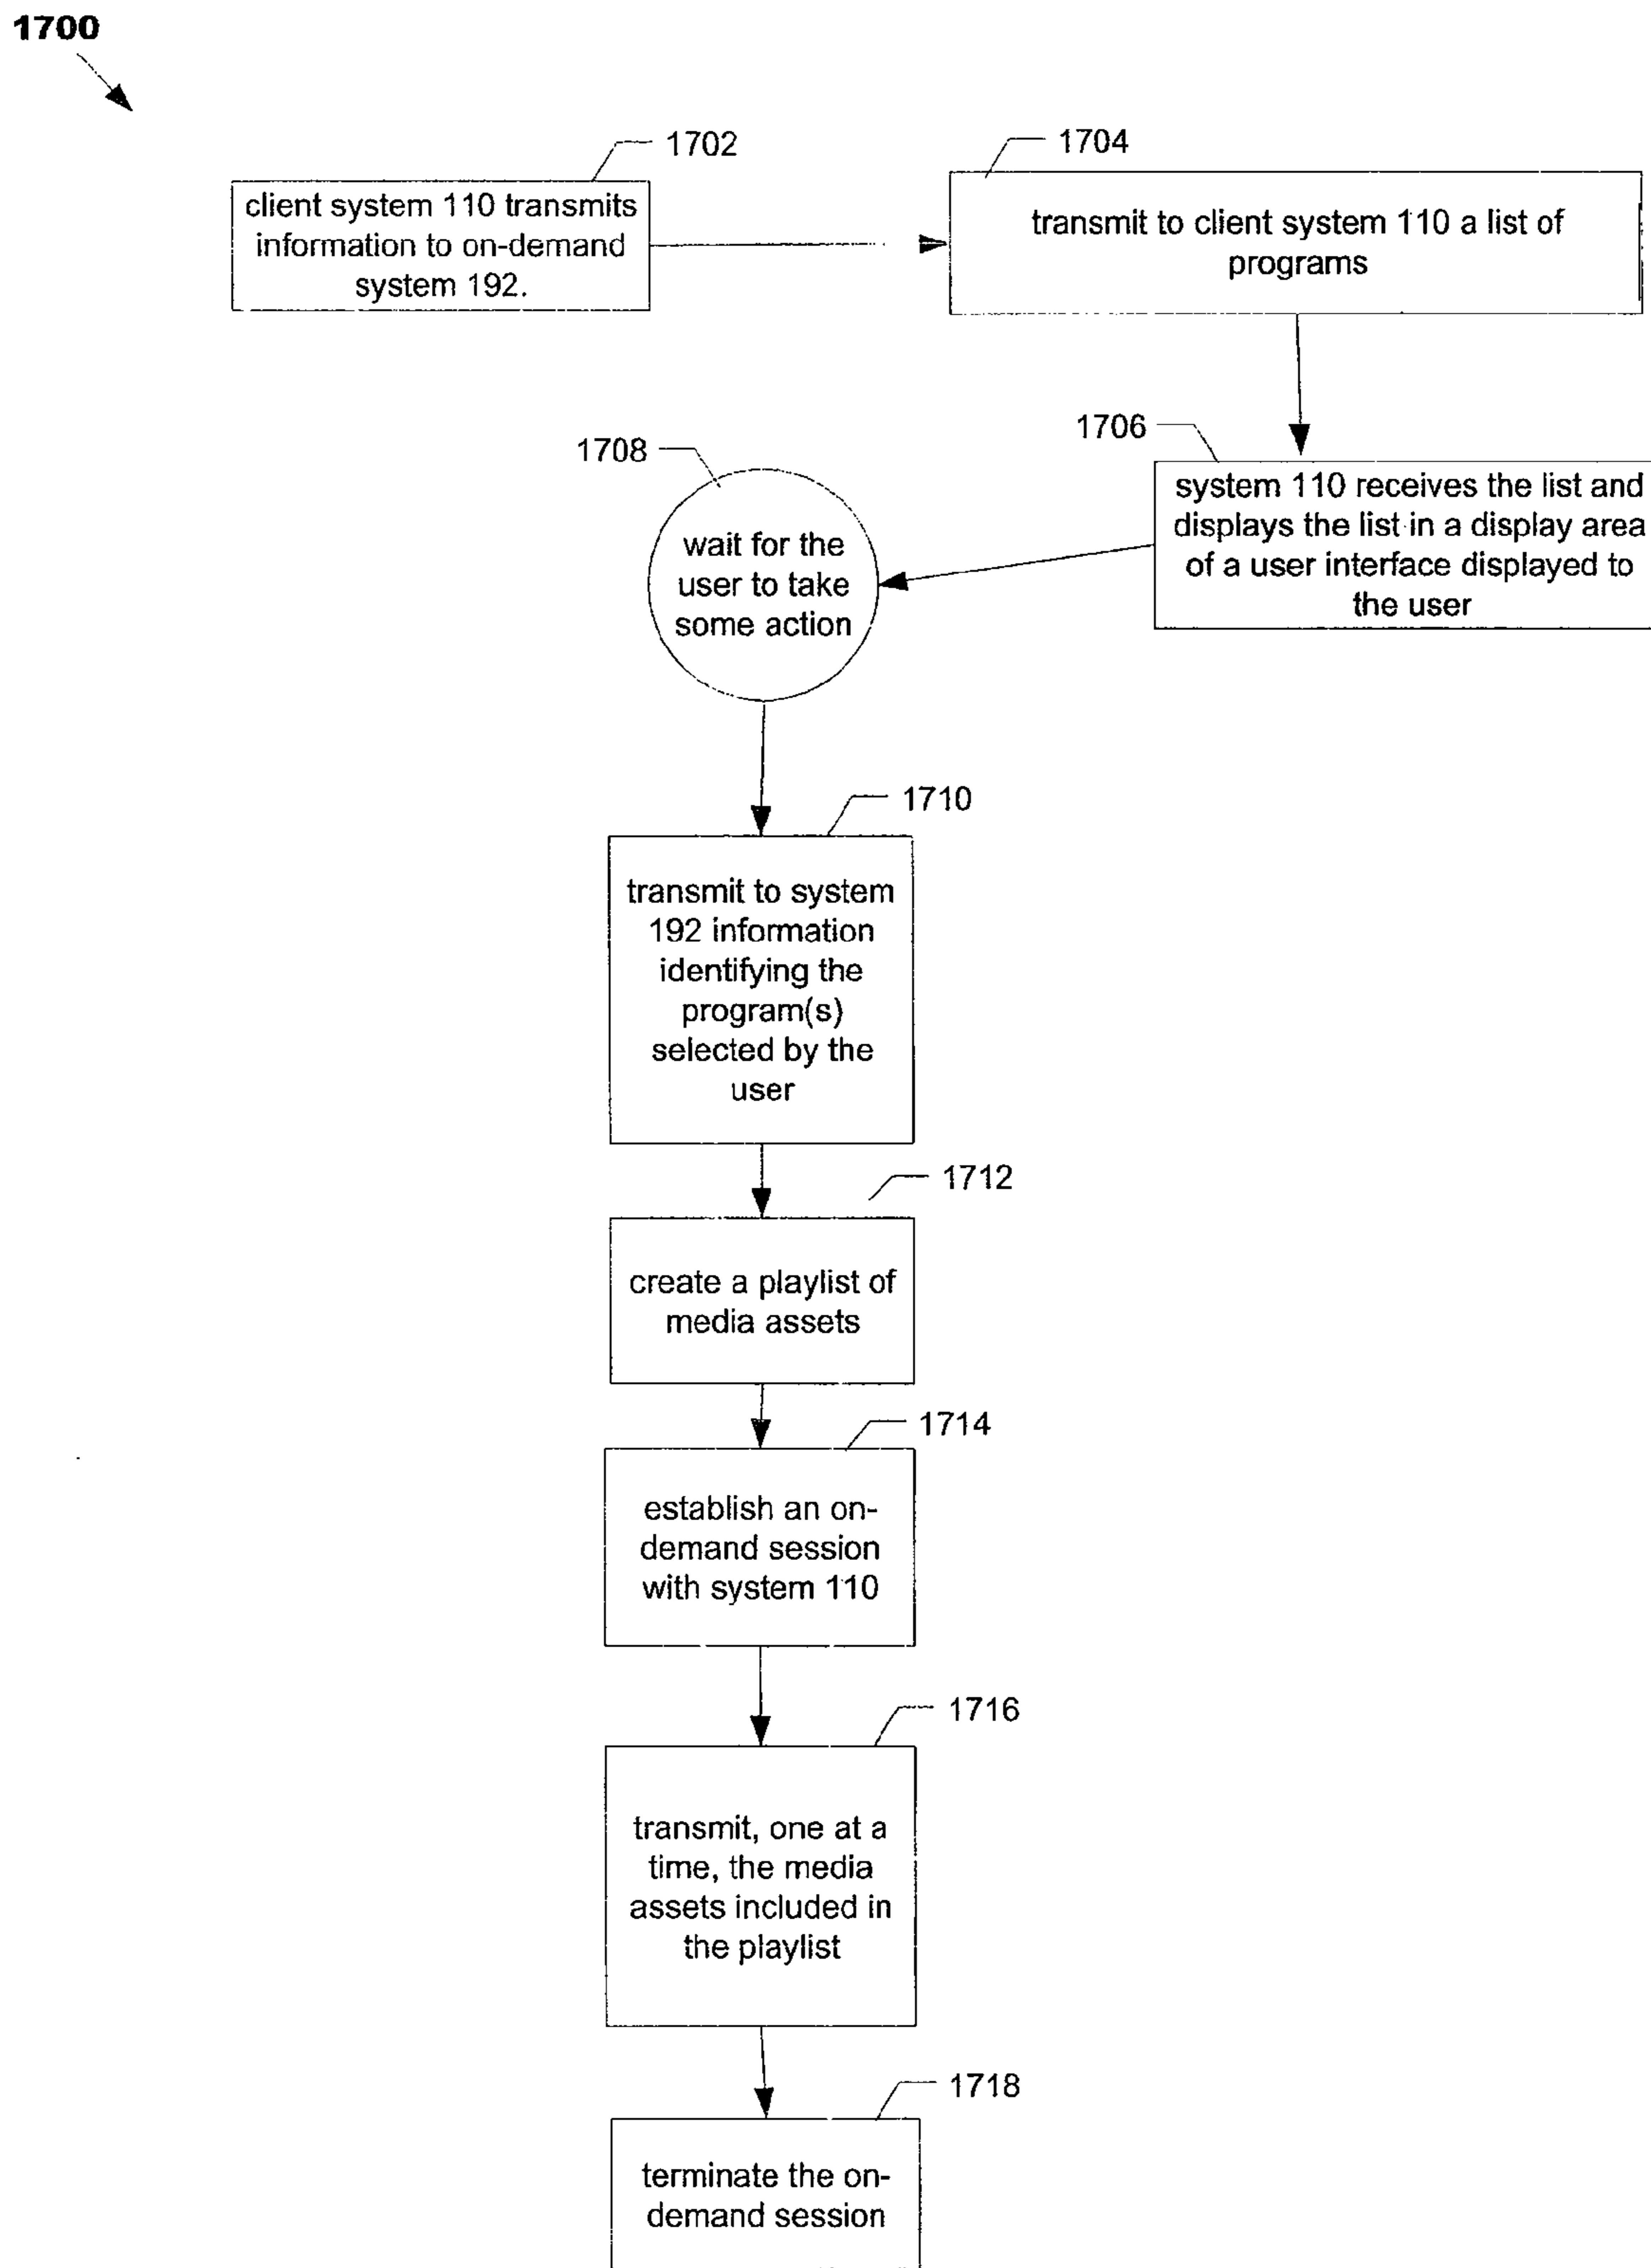 1700
1702
client system 110 transmits
information to on-demand
system 192.
1704
transmit to client system 110 a list of
programs
1706
system 110 receives the list and
displays the list in a display area
of a user interface displayed to
the user
1708
wait for the
user to take
some action
1710
transmit to system
192 information
identifying the
program(s)
selected by the
user
1712
create a playlist of
media assets
1714
establish an on-
demand session
with system 110
1716
transmit, one at a
time, the media
assets included in
the playlist
1718
terminate the on-
demand session